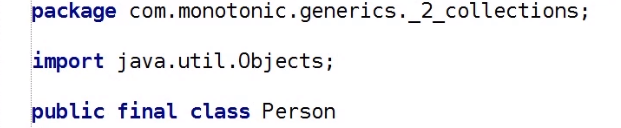 package com.monotonic.generics._2_collections;
import java.util.Objects;
public final class Person